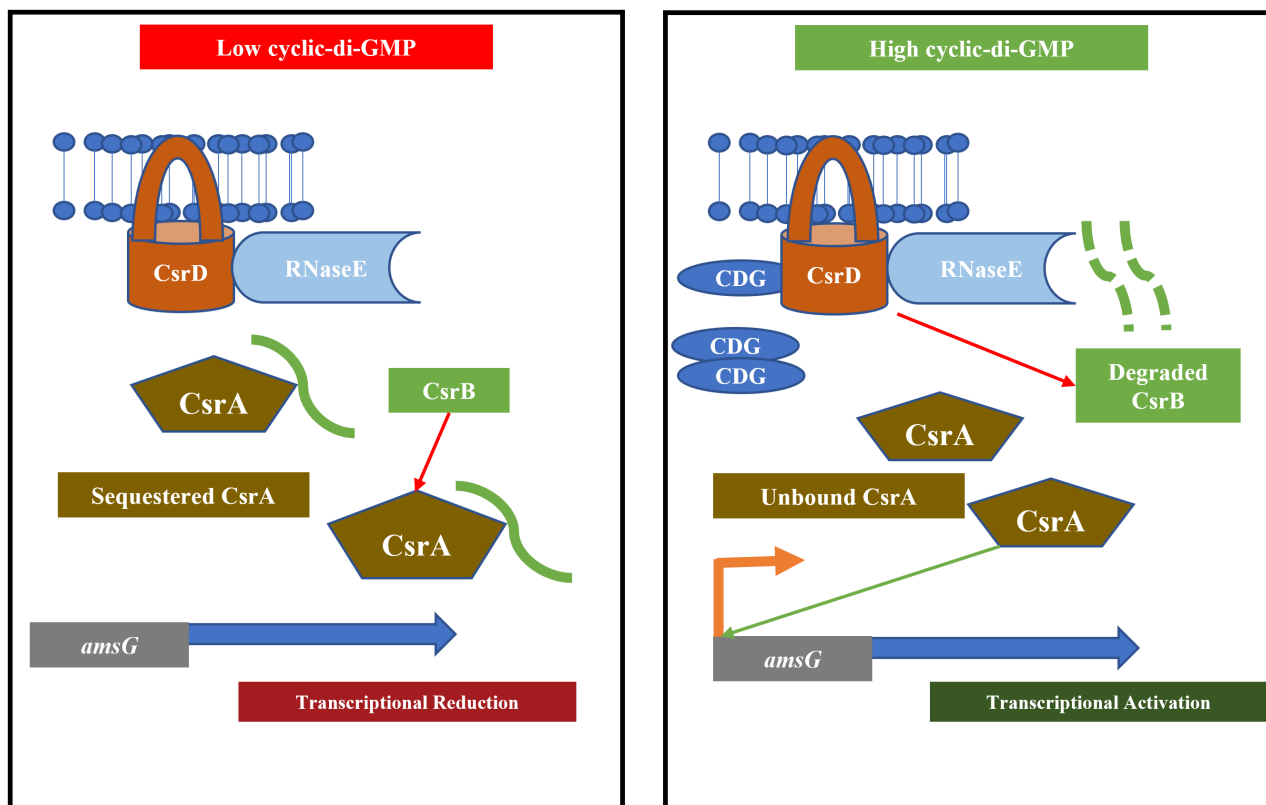 Low cyclic-di-GMP
CsrD
RNaseE
CsrA
CsrB
Sequestered CsrA
CsrA
amsG
Transcriptional Reduction
High cyclic-di-GMP
CDG
CsrD
RNaseE
CDG
CDG
Degraded
CsrB
CsrA
Unbound CsrA
CsrA
amsG
Transcriptional Activation